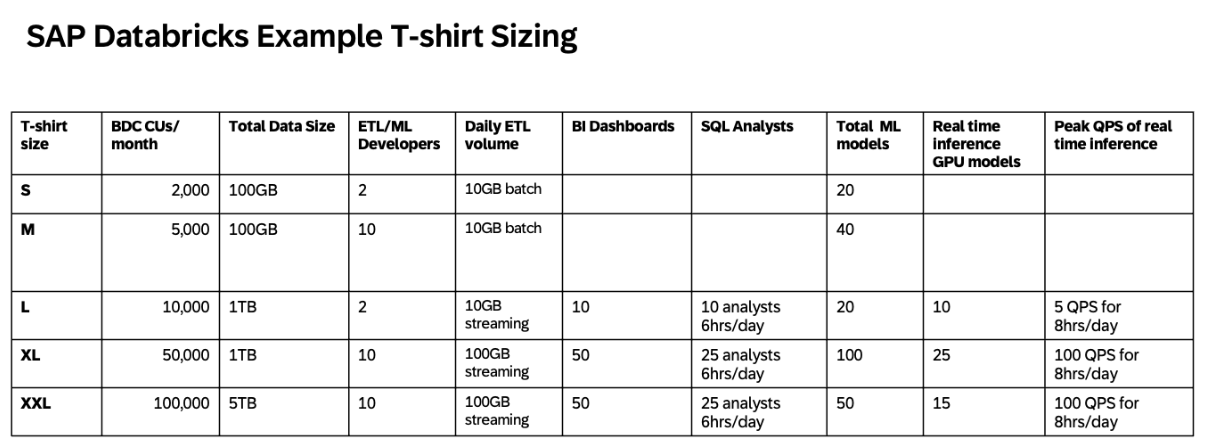 SAP Databricks Example T-shirt Sizing
T-shirt size | BDC CUs/ month | Total Data Size | ETL/ML Developers | Daily ETL volume | BI Dashboards | SQL Analysts | Total ML models | Real time inference GPU models | Peak QPS of real time inference
S | 2,000 | 100GB | 2 | 10GB batch | | | 20 | |
M | 5,000 | 100GB | 10 | 10GB batch | | | 40 | |
L | 10,000 | 1TB | 2 | 10GB streaming | 10 | 10 analysts 6hrs/day | 20 | 10 | 5 QPS for 8hrs/day
XL | 50,000 | 1TB | 10 | 100GB streaming | 50 | 25 analysts 6hrs/day | 100 | 25 | 100 QPS for 8hrs/day
XXL | 100,000 | 5TB | 10 | 100GB streaming | 50 | 25 analysts 6hrs/day | 50 | 15 | 100 QPS for 8hrs/day